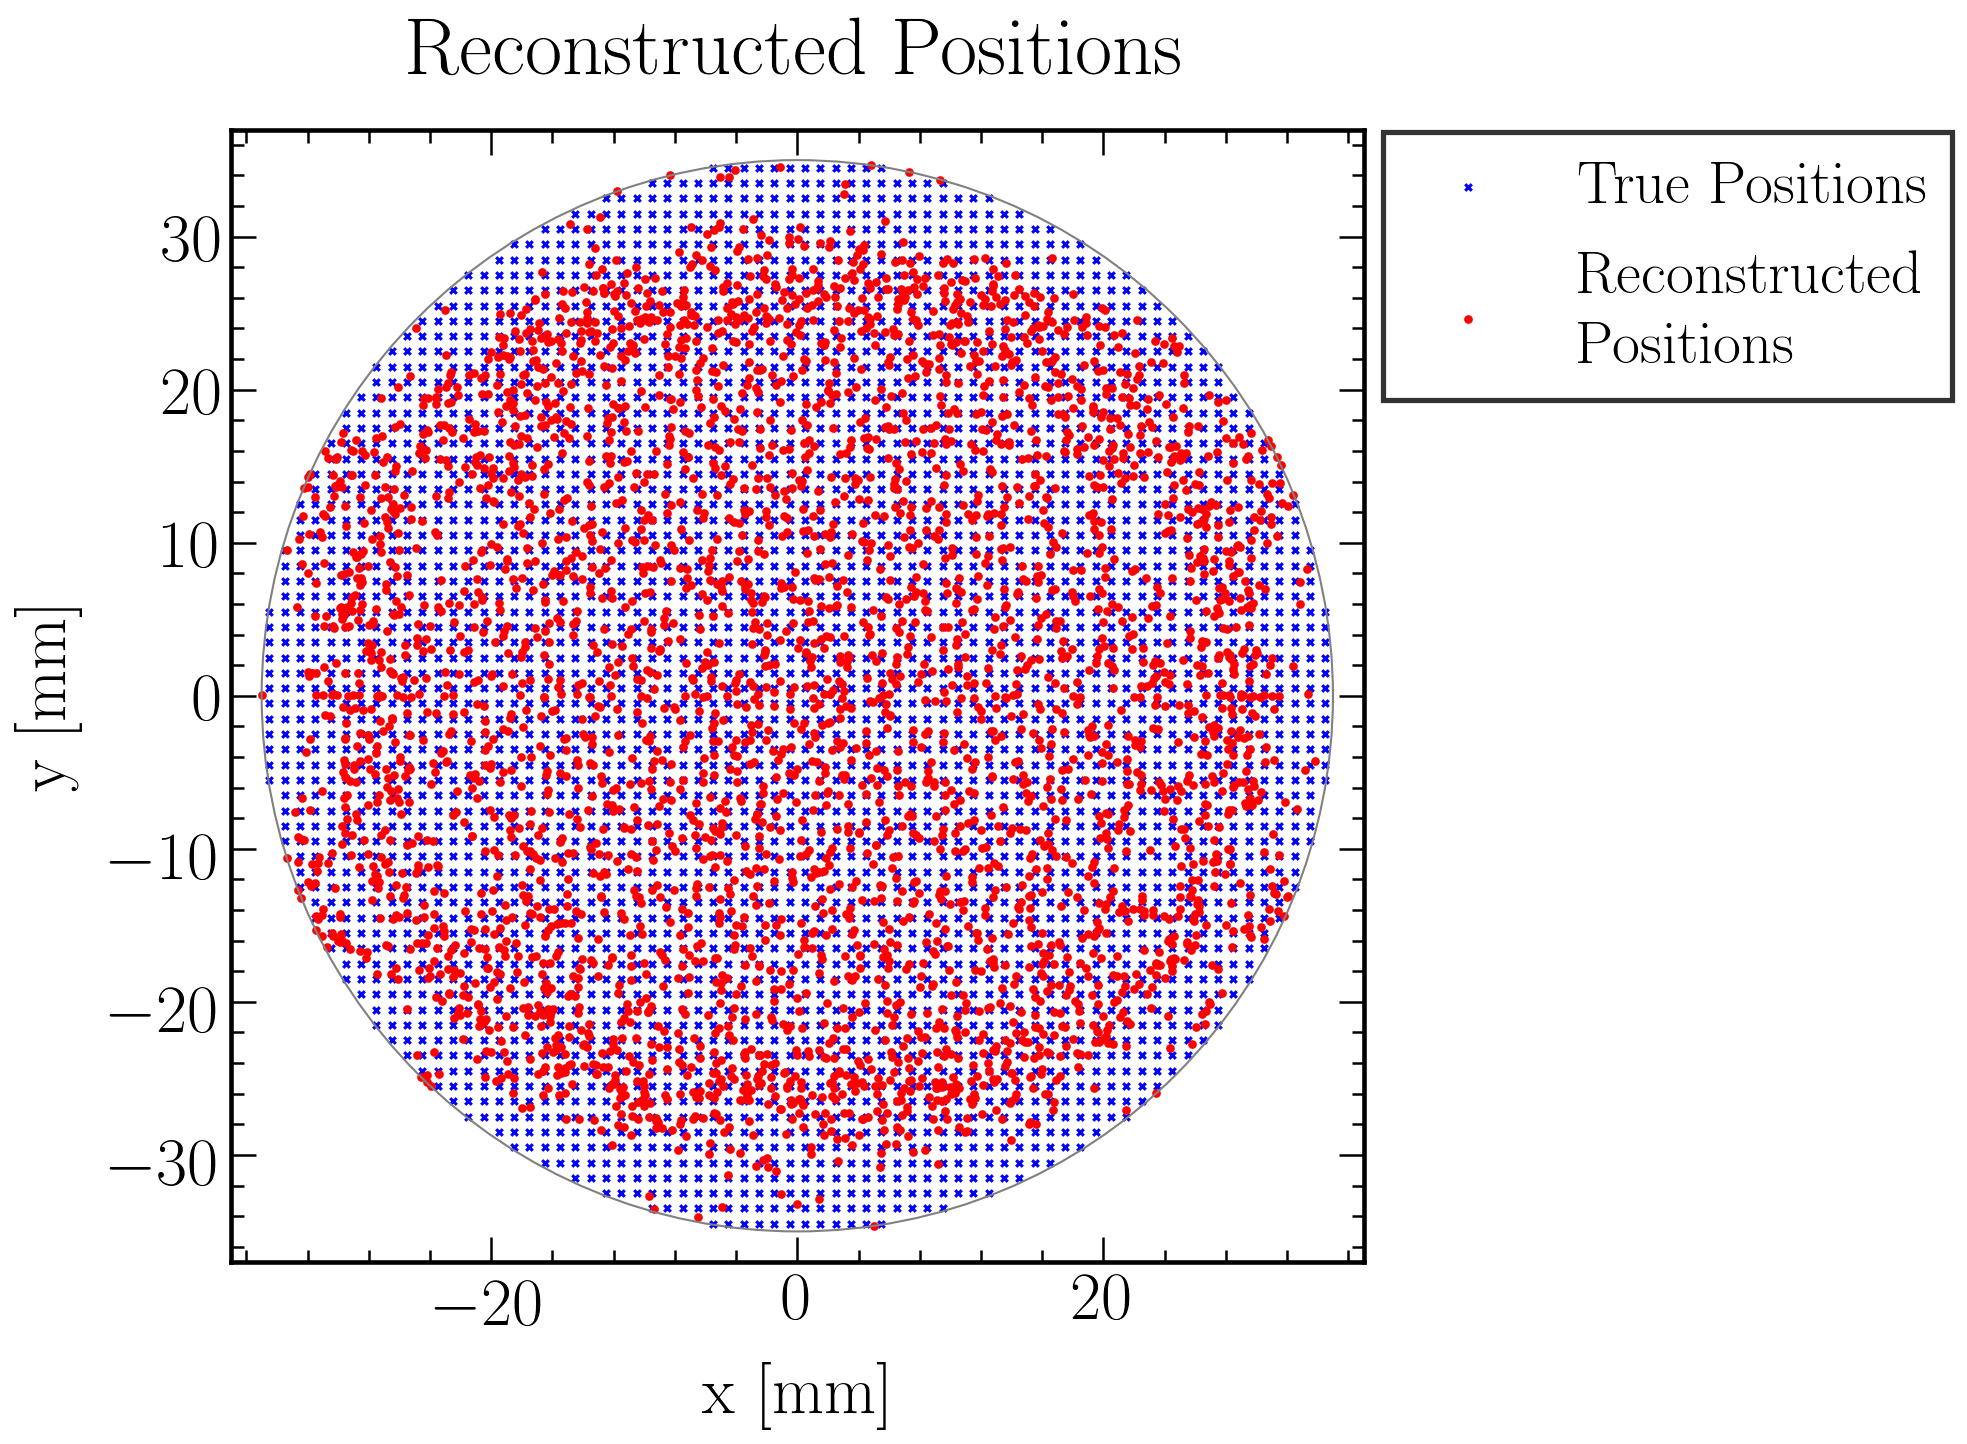 Reconstructed Positions
True Positions
Reconstructed
Positions
30
20
10
0
−10
−20
−30
y [mm]
−20
0
20
x [mm]